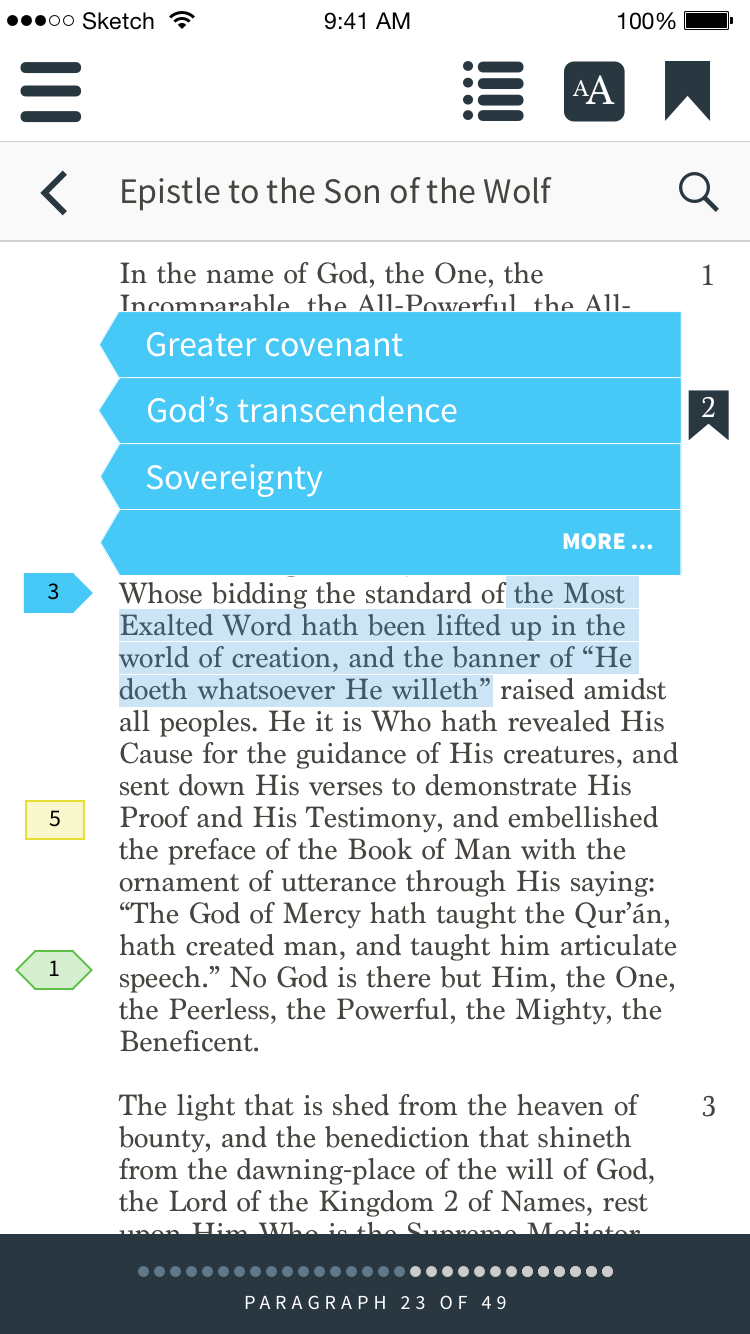 Sketch 9:41 AM 100%
AA
Epistle to the Son of the Wolf
In the name of God, the One, the 1
Incomparable, the All-Powerful, the All-
Greater covenant
God’s transcendence
2
Sovereignty
MORE ...
3
Whose bidding the standard of the Most
Exalted Word hath been lifted up in the
world of creation, and the banner of “He
doeth whatsoever He willeth” raised amidst
all peoples. He it is Who hath revealed His
Cause for the guidance of His creatures, and
sent down His verses to demonstrate His
5
Proof and His Testimony, and embellished
the preface of the Book of Man with the
ornament of utterance through His saying:
“The God of Mercy hath taught the Qur’án,
hath created man, and taught him articulate
1
speech.” No God is there but Him, the One,
the Peerless, the Powerful, the Mighty, the
Beneficent.
The light that is shed from the heaven of 3
bounty, and the benediction that shineth
from the dawning-place of the will of God,
the Lord of the Kingdom 2 of Names, rest
upon Him Who is the Supreme Mediator
PARAGRAPH 23 OF 49